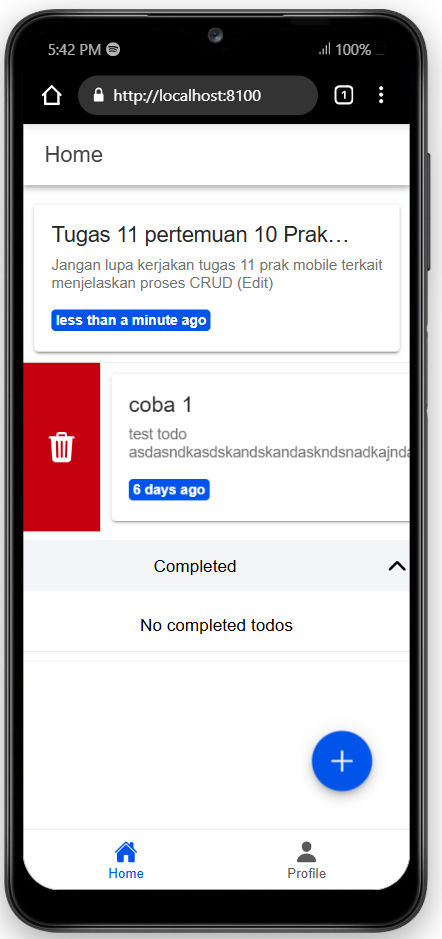 5:42 PM
100%
http://localhost:8100
1
Home
Tugas 11 pertemuan 10 Prak…
Jangan lupa kerjakan tugas 11 prak mobile terkait
menjelaskan proses CRUD (Edit)
less than a minute ago
coba 1
test todo
asdasndkasdskandskandaskndsnadkajnda
6 days ago
Completed
No completed todos
Home
Profile